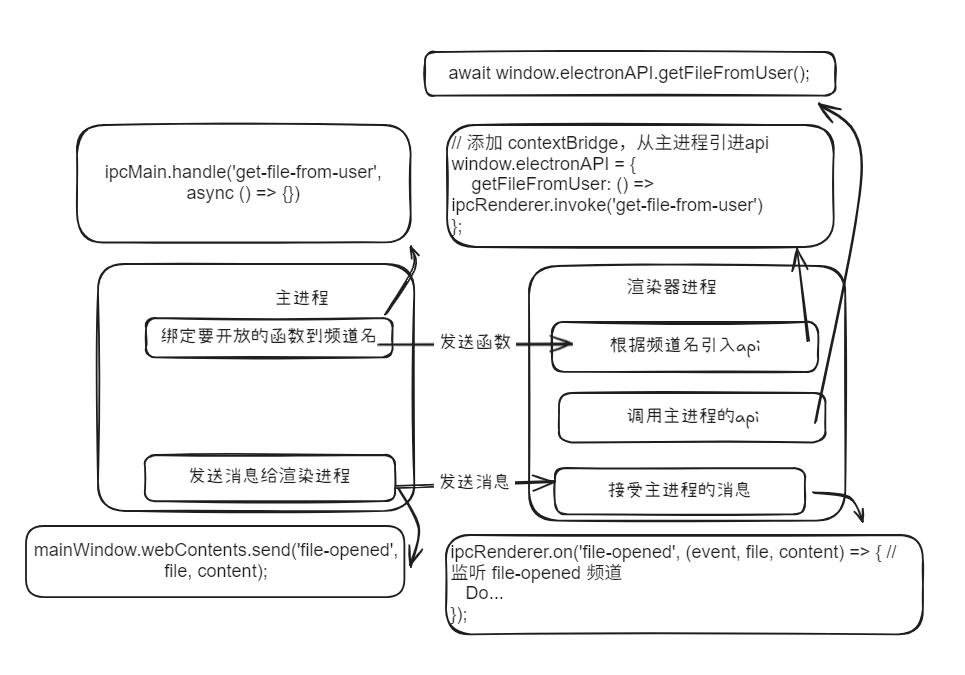 await window.electronAPI.getFileFromUser();
ipcMain.handle('get-file-from-user',
async () => {})
// 添加 contextBridge，从主进程引进api
window.electronAPI = {
getFileFromUser: () =>
ipcRenderer.invoke('get-file-from-user')
};
主进程
绑定要开放的函数到频道名
发送函数
渲染器进程
根据频道名引入api
调用主进程的api
发送消息给渲染进程
发送消息
接受主进程的消息
mainWindow.webContents.send('file-opened',
file, content);
ipcRenderer.on('file-opened', (event, file, content) => { //
监听 file-opened 频道
Do...
});